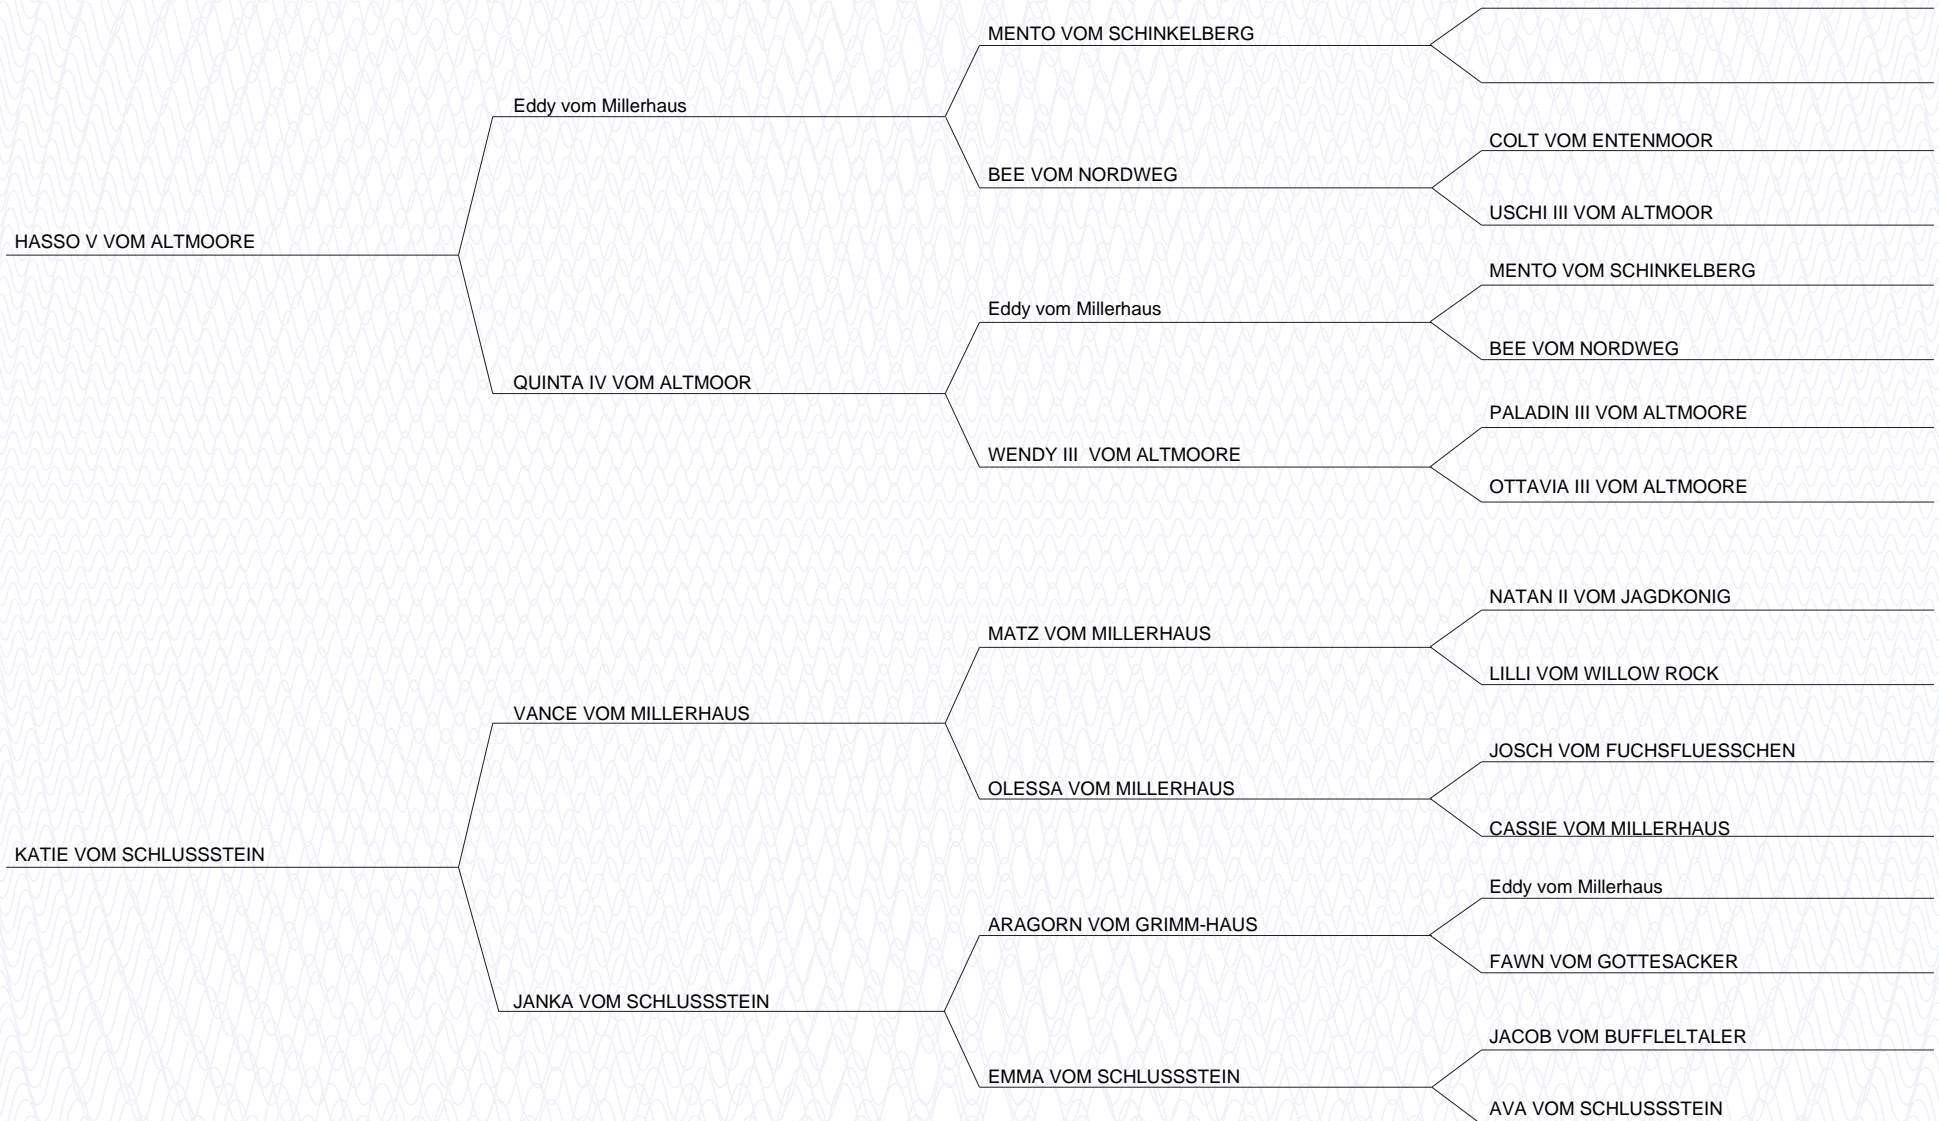 MENTO VOM SCHINKELBERG
Eddy vom Millerhaus
COLT VOM ENTENMOOR
BEE VOM NORDWEG
USCHI III VOM ALTMOOR
HASSO V VOM ALTMOORE
MENTO VOM SCHINKELBERG
Eddy vom Millerhaus
BEE VOM NORDWEG
QUINTA IV VOM ALTMOOR
PALADIN III VOM ALTMOORE
WENDY III  VOM ALTMOORE
OTTAVIA III VOM ALTMOORE
NATAN II VOM JAGDKONIG
MATZ VOM MILLERHAUS
LILLI VOM WILLOW ROCK
VANCE VOM MILLERHAUS
JOSCH VOM FUCHSFLUESSCHEN
OLESSA VOM MILLERHAUS
CASSIE VOM MILLERHAUS
KATIE VOM SCHLUSSSTEIN
Eddy vom Millerhaus
ARAGORN VOM GRIMM-HAUS
FAWN VOM GOTTESACKER
JANKA VOM SCHLUSSSTEIN
JACOB VOM BUFFLELTALER
EMMA VOM SCHLUSSSTEIN
AVA VOM SCHLUSSSTEIN